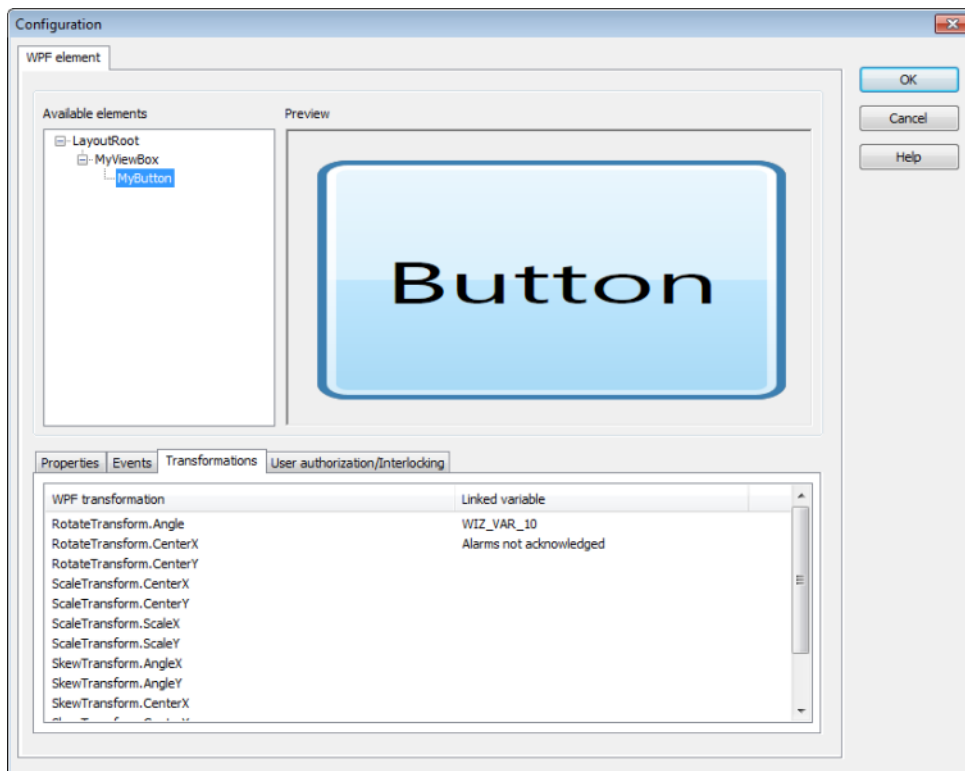 Configuration
WPF element
OK
Available elements
Preview
Cancel
LayoutRoot
MyViewBox
Help
MyButton
Button
Properties Events Transformations User authorization/Interlocking
WPF transformation Linked variable
RotateTransform.Angle WIZ_VAR_10
RotateTransform.CenterX Alarms not acknowledged
RotateTransform.CenterY
ScaleTransform.CenterX
ScaleTransform.CenterY
ScaleTransform.ScaleX
ScaleTransform.ScaleY
SkewTransform.AngleX
SkewTransform.AngleY
SkewTransform.CenterX